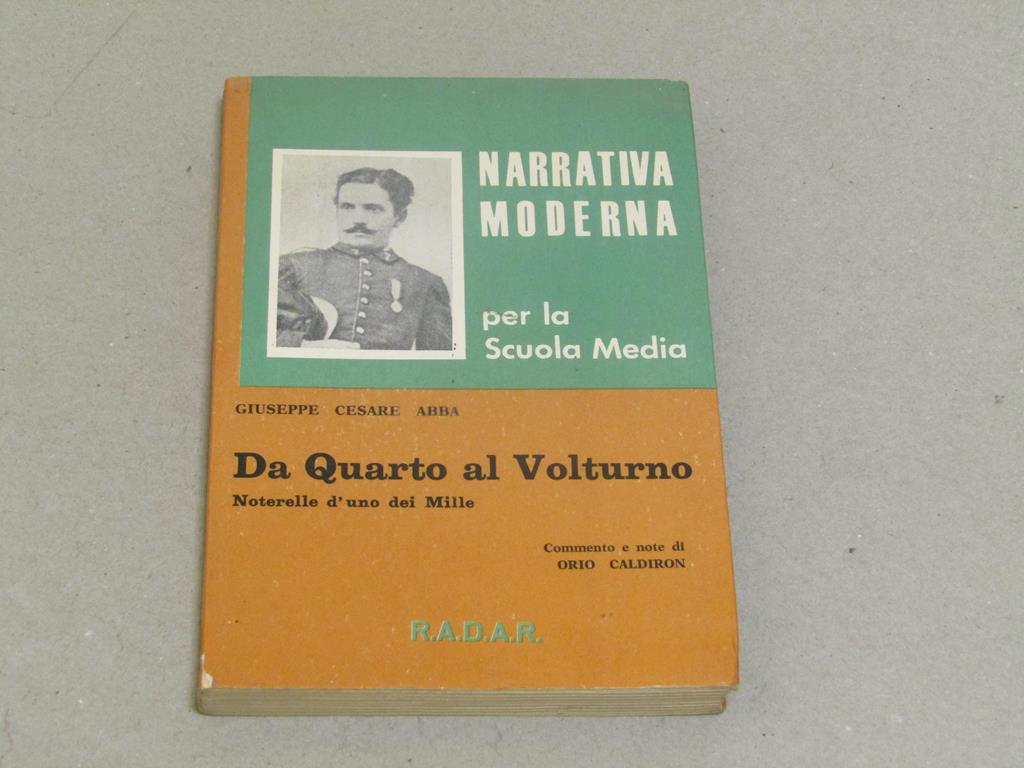 NARRATIVA
MODERNA
per la
Scuola Media
GIUSEPPE CESARE ABBA
Da Quarto al Volturno
Noterelle d'uno dei Mille
Commento e note di
ORIO CALDIRON
R.A.D.A.R.